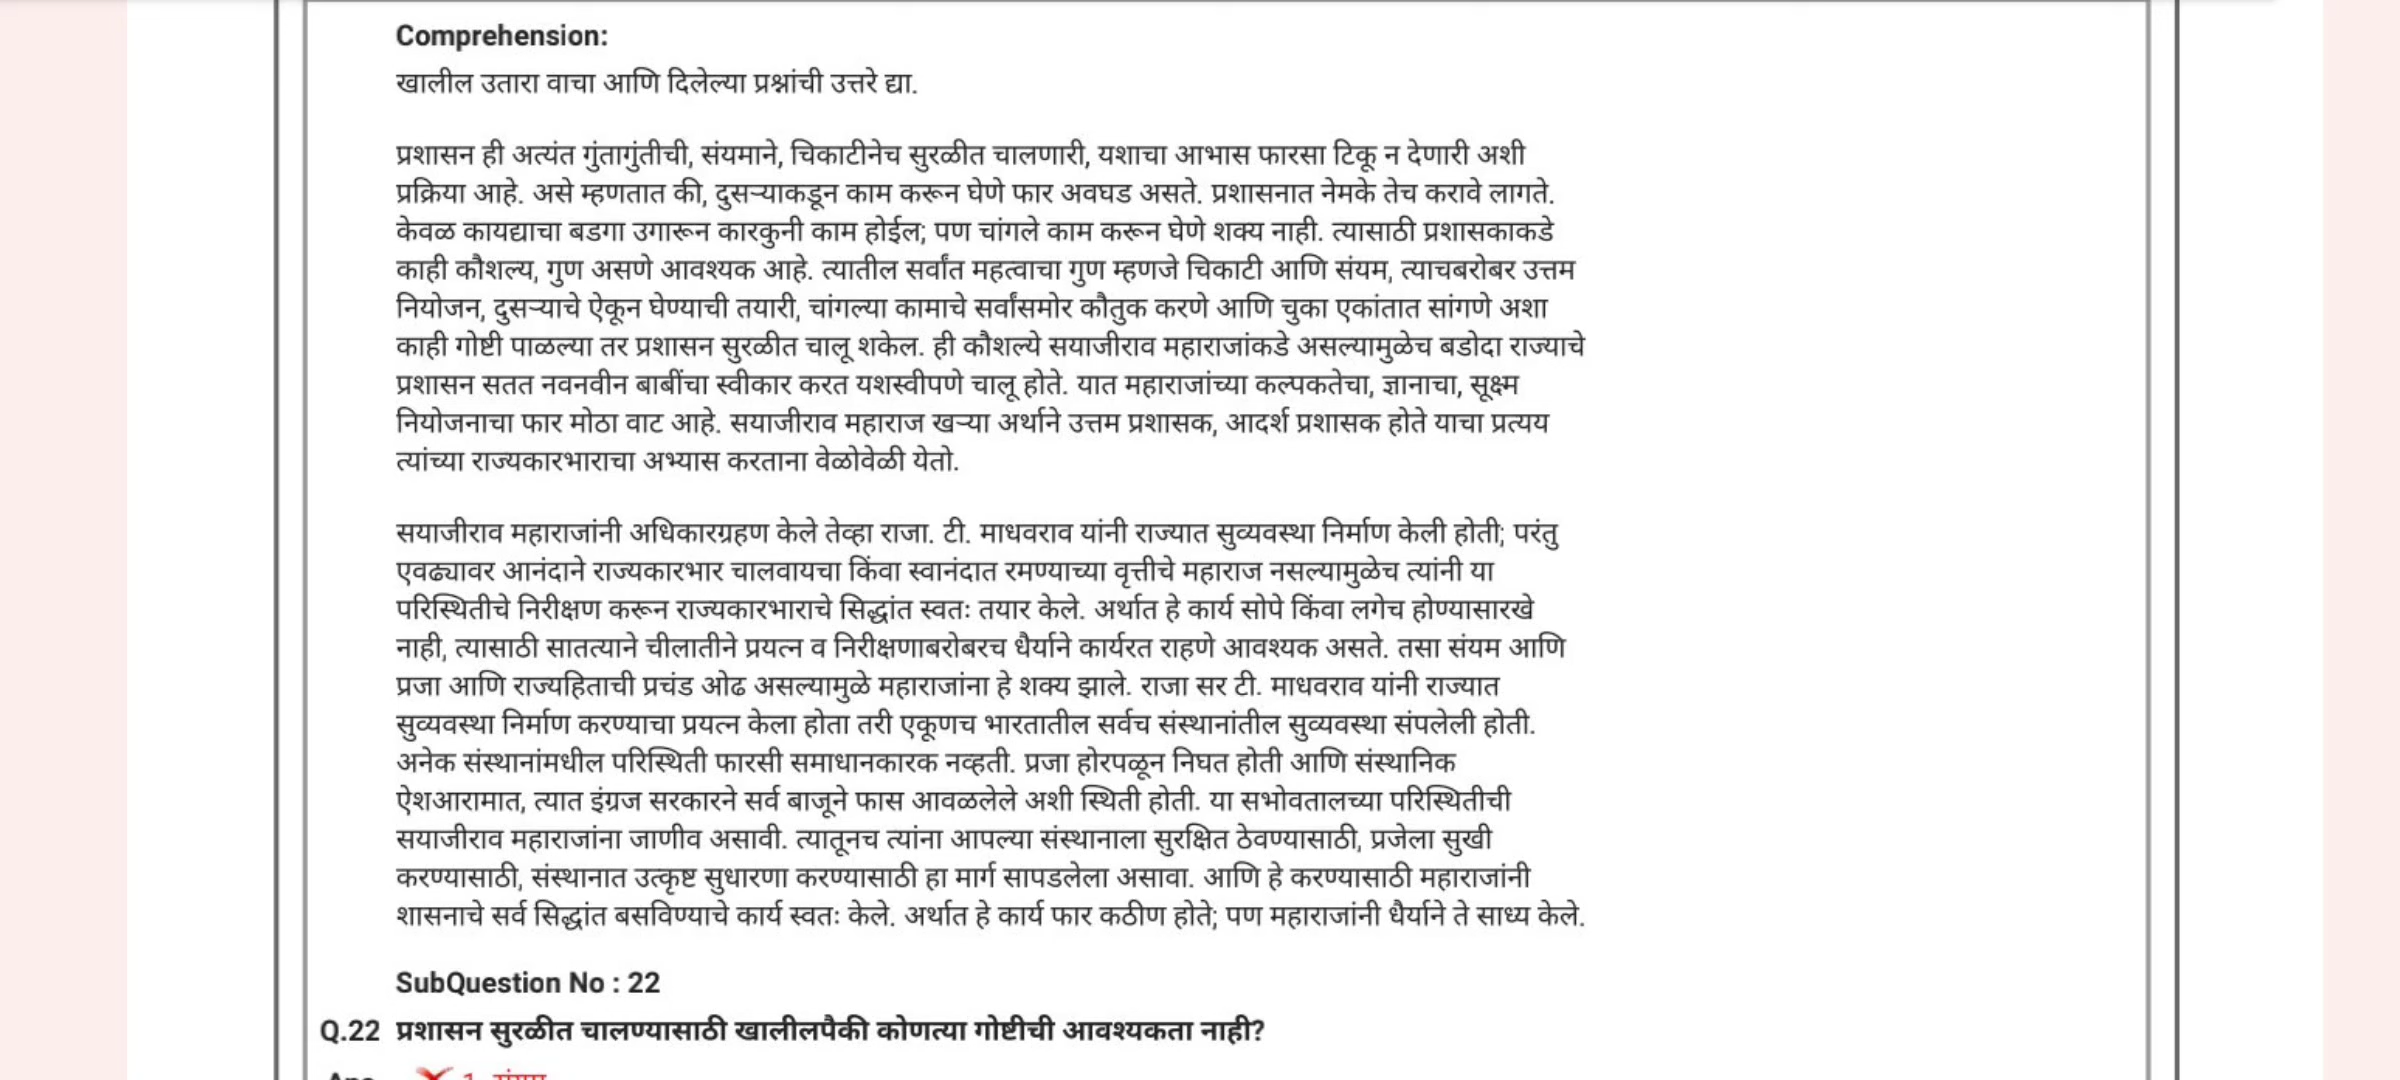 Comprehension:
खालील उतारा वाचा आणि दिलेल्या प्रश्नांची उत्तरे द्या.
प्रशासन ही अत्यंत गुंतागुंतीची, संयमाने, चिकाटीनेच सुरळीत चालणारी, यशाचा आभास फारसा टिकू न देणारी अशी
प्रक्रिया आहे. असे म्हणतात की, दुसऱ्याकडून काम करून घेणे फार अवघड असते. प्रशासनात नेमके तेच करावे लागते.
केवळ कायद्याचा बडगा उगारून कारकुनी काम होईल; पण चांगले काम करून घेणे शक्य नाही. त्यासाठी प्रशासकाकडे
काही कौशल्य, गुण असणे आवश्यक आहे. त्यातील सर्वांत महत्वाचा गुण म्हणजे चिकाटी आणि संयम, त्याचबरोबर उत्तम
नियोजन, दुसऱ्याचे ऐकून घेण्याची तयारी, चांगल्या कामाचे सर्वांसमोर कौतुक करणे आणि चुका एकांतात सांगणे अशा
काही गोष्टी पाळल्या तर प्रशासन सुरळीत चालू शकेल. ही कौशल्ये सयाजीराव महाराजांकडे असल्यामुळेच बडोदा राज्याचे
प्रशासन सतत नवनवीन बाबींचा स्वीकार करत यशस्वीपणे चालू होते. यात महाराजांच्या कल्पकतेचा, ज्ञानाचा, सूक्ष्म
नियोजनाचा फार मोठा वाट आहे. सयाजीराव महाराज खऱ्या अर्थाने उत्तम प्रशासक, आदर्श प्रशासक होते याचा प्रत्यय
त्यांच्या राज्यकारभाराचा अभ्यास करताना वेळोवेळी येतो.
सयाजीराव महाराजांनी अधिकारग्रहण केले तेव्हा राजा. टी. माधवराव यांनी राज्यात सुव्यवस्था निर्माण केली होती; परंतु
एवढ्यावर आनंदाने राज्यकारभार चालवायचा किंवा स्वानंदात रमण्याच्या वृत्तीचे महाराज नसल्यामुळेच त्यांनी या
परिस्थितीचे निरीक्षण करून राज्यकारभाराचे सिद्धांत स्वतः तयार केले. अर्थात हे कार्य सोपे किंवा लगेच होण्यासारखे
नाही, त्यासाठी सातत्याने चीलातीने प्रयत्न व निरीक्षणाबरोबरच धैर्याने कार्यरत राहणे आवश्यक असते. तसा संयम आणि
प्रजा आणि राज्यहिताची प्रचंड ओढ असल्यामुळे महाराजांना हे शक्य झाले. राजा सर टी. माधवराव यांनी राज्यात
सुव्यवस्था निर्माण करण्याचा प्रयत्न केला होता तरी एकूणच भारतातील सर्वच संस्थानांतील सुव्यवस्था संपलेली होती.
अनेक संस्थानांमधील परिस्थिती फारसी समाधानकारक नव्हती. प्रजा होरपळून निघत होती आणि संस्थानिक
ऐशआरामात, त्यात इंग्रज सरकारने सर्व बाजूने फास आवळलेले अशी स्थिती होती. या सभोवतालच्या परिस्थितीची
सयाजीराव महाराजांना जाणीव असावी. त्यातूनच त्यांना आपल्या संस्थानाला सुरक्षित ठेवण्यासाठी, प्रजेला सुखी
करण्यासाठी, संस्थानात उत्कृष्ट सुधारणा करण्यासाठी हा मार्ग सापडलेला असावा. आणि हे करण्यासाठी महाराजांनी
शासनाचे सर्व सिद्धांत बसविण्याचे कार्य स्वतः केले. अर्थात हे कार्य फार कठीण होते; पण महाराजांनी धैर्याने ते साध्य केले.
SubQuestion No : 22
Q.22 प्रशासन सुरळीत चालण्यासाठी खालीलपैकी कोणत्या गोष्टीची आवश्यकता नाही?